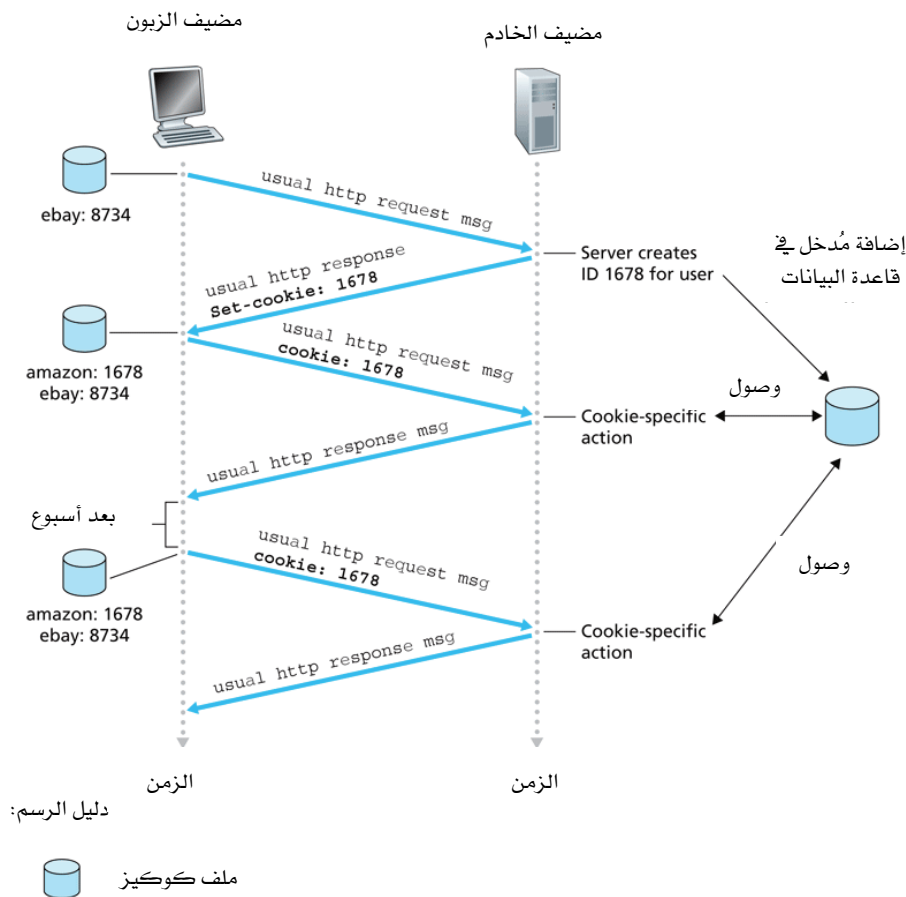 مضيف الزبون
مضيف الخادم
usual http request msg
ebay: 8734
Server creates
ID 1678 for user
إضافة مُدخل في
قاعدة البيانات
usual http response
Set-cookie: 1678
amazon: 1678
ebay: 8734
usual http request msg
cookie: 1678
وصول
Cookie-specific
action
usual http response msg
بعد أسبوع
amazon: 1678
ebay: 8734
usual http request msg
cookie: 1678
وصول
Cookie-specific
action
usual http response msg
الزمن
الزمن
دليل الرسم:
ملف كوكيز